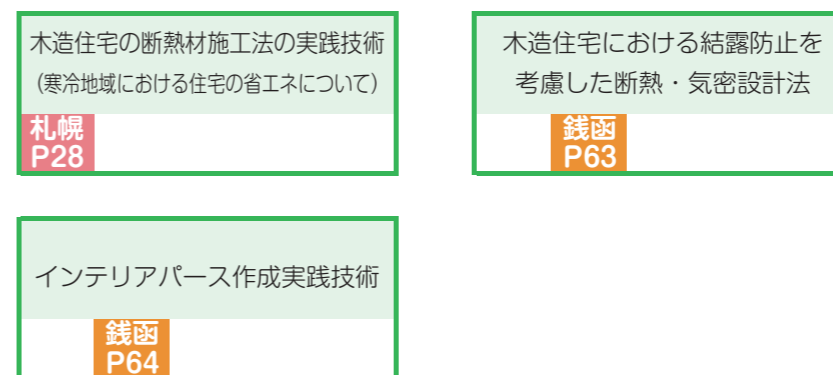 木造住宅の断熱材施工法の実践技術
（寒冷地域における住宅の省エネについて）
札幌
P28
木造住宅における結露防止を
考慮した断熱・気密設計法
銭函
P63
インテリアパース作成実践技術
銭函
P64